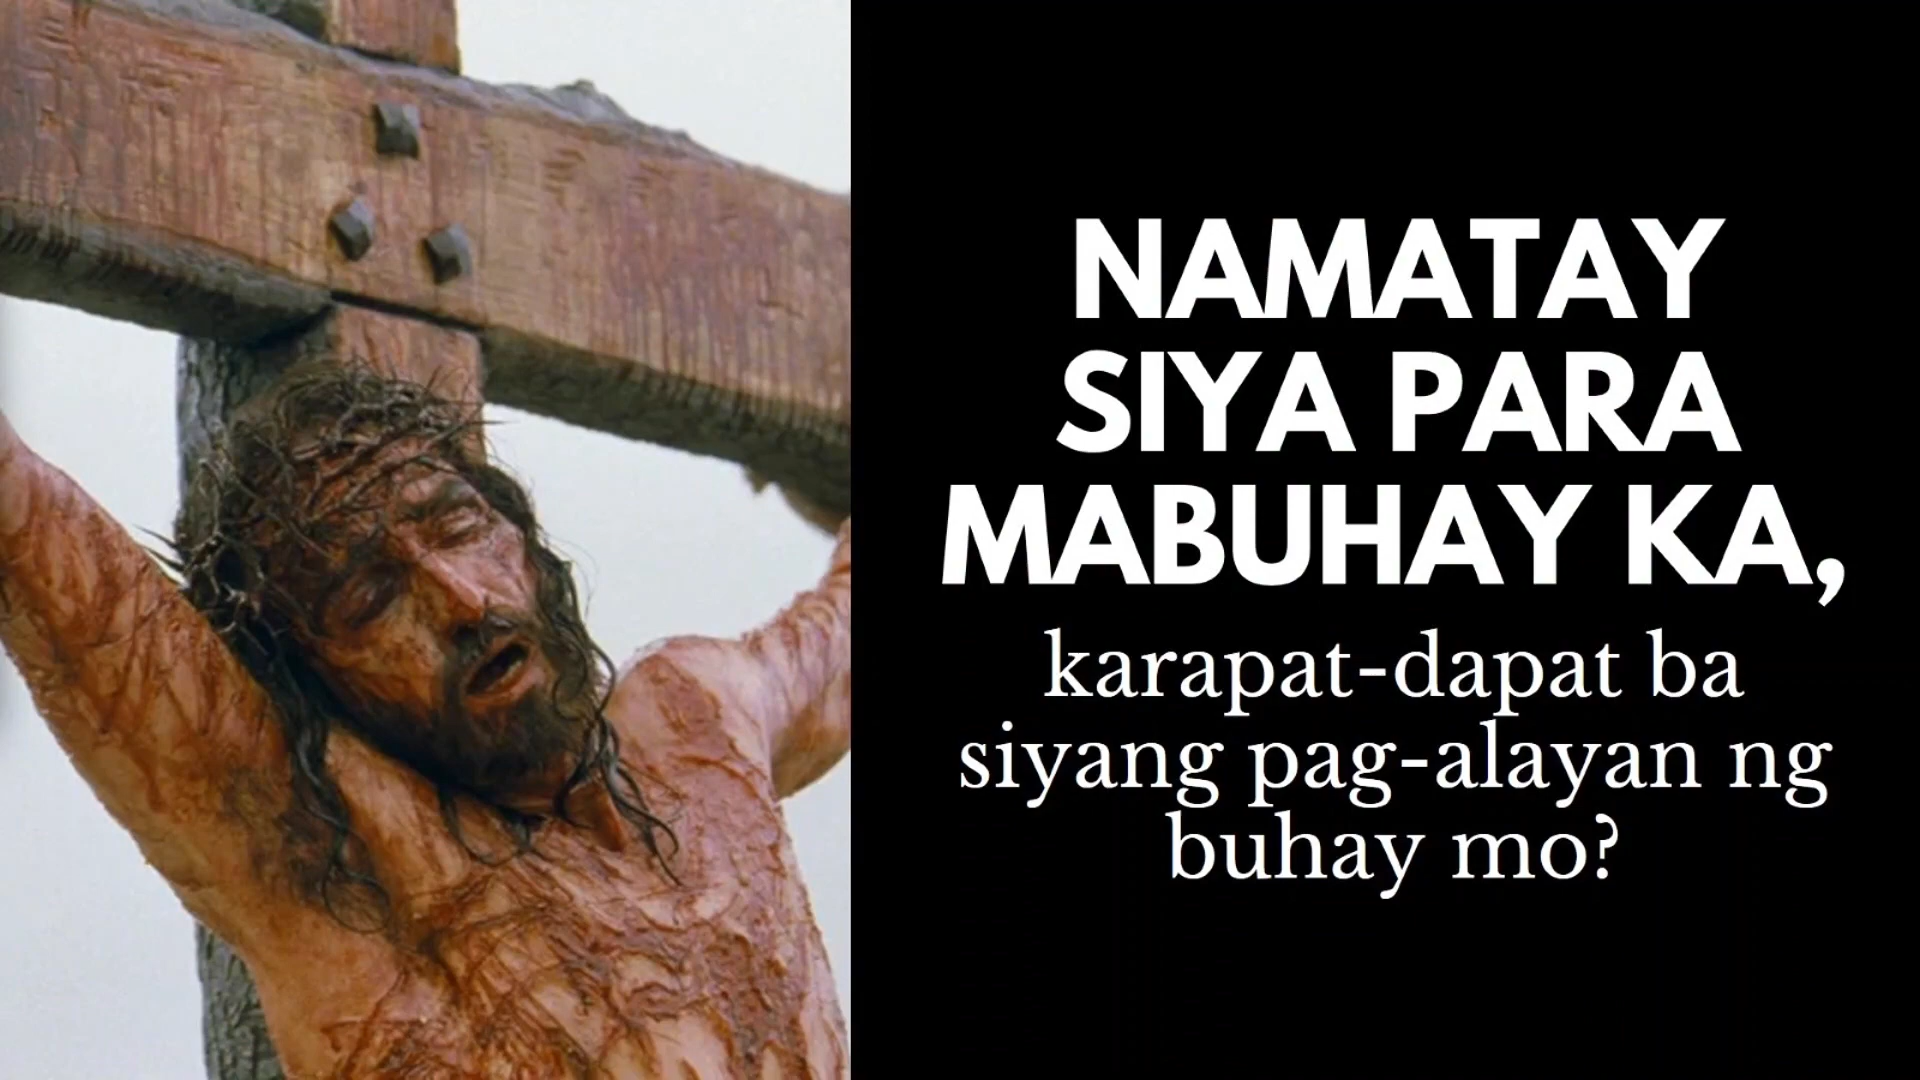 NAMATAY
SIYA PARA
MABUHAY KA,
karapat-dapat ba
siyang pag-alayan ng
buhay mo?